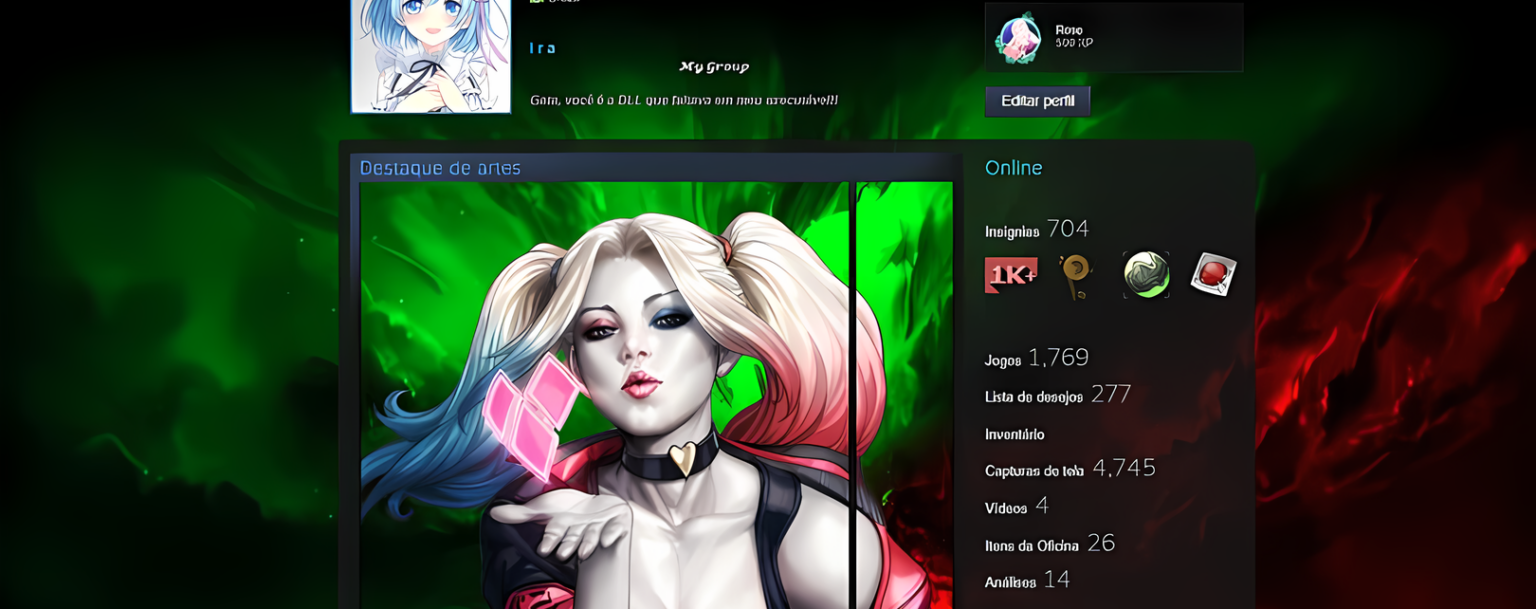 Ira
My Group
você é a DLL que faltava em meu executável!!!
500 XP
Editar perfil
Destaque de artes
Online
Insígnias 704
1K+
Jogos 1,769
Lista de desejos 277
Inventário
Capturas de tela 4,745
Vídeos 4
Itens da Oficina 26
Análises 14